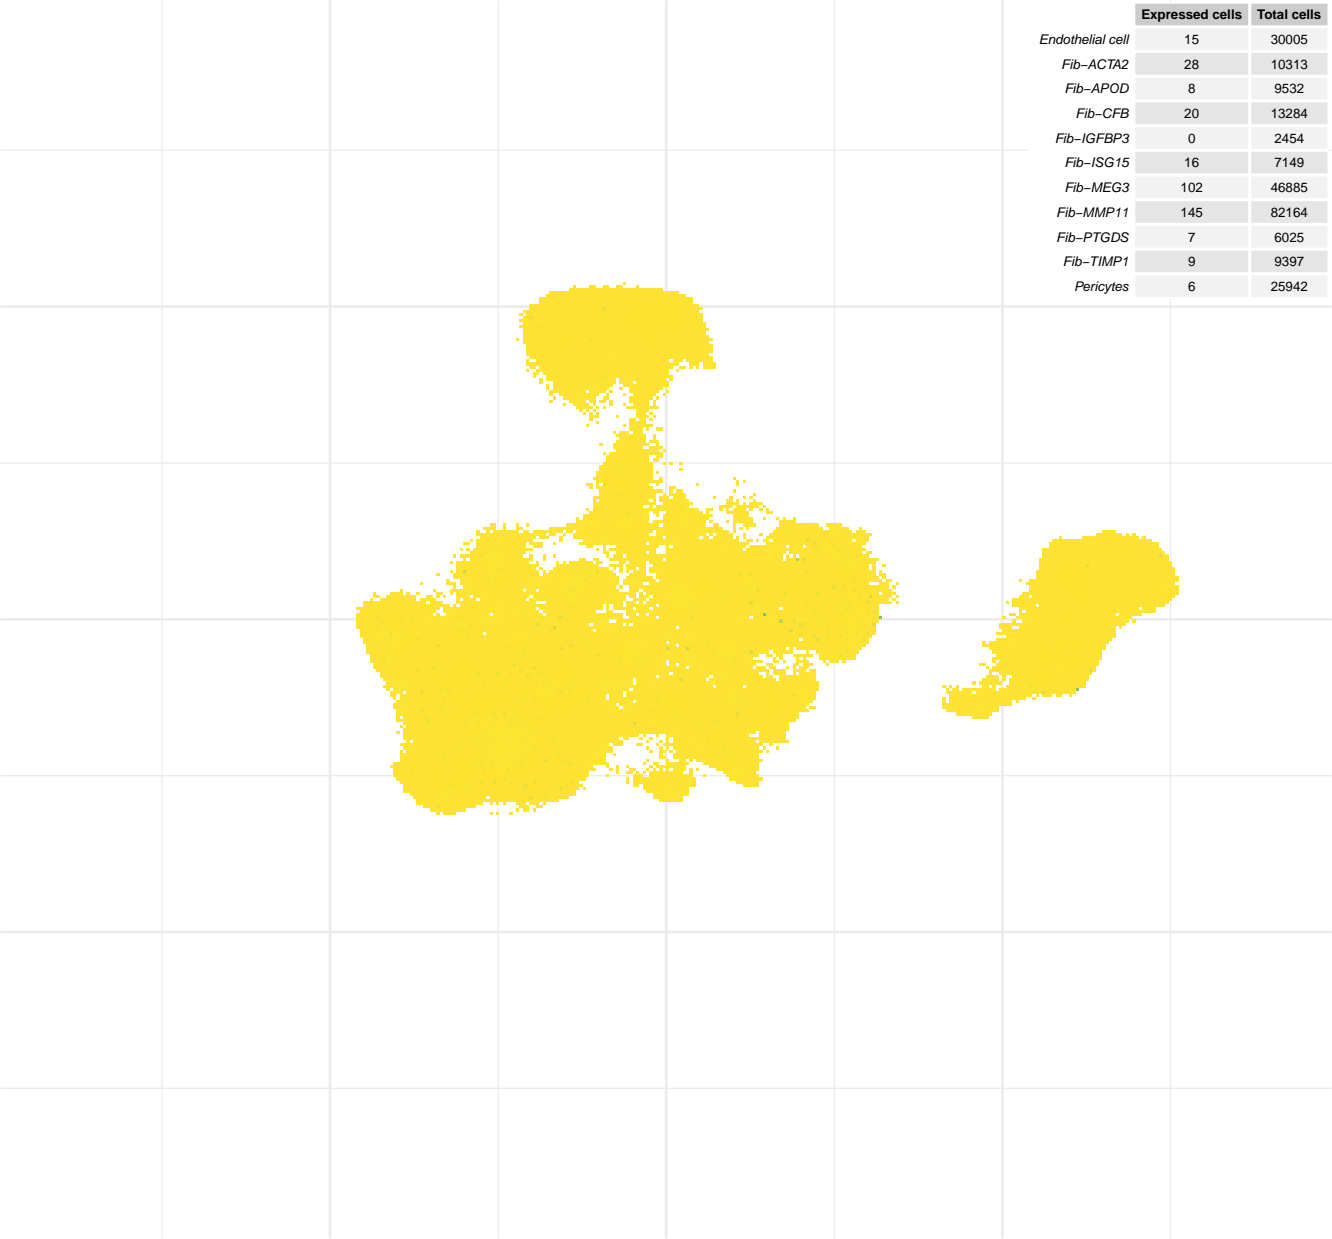 Expressed cells Total cells
Endothelial cell 15 30005
Fib−ACTA2 28 10313
Fib−APOD 8 9532
Fib−CFB 20 13284
Fib−IGFBP3 0 2454
Fib−ISG15 16 7149
Fib−MEG3 102 46885
Fib−MMP11 145 82164
Fib−PTGDS 7 6025
Fib−TIMP1 9 9397
Pericytes 6 25942